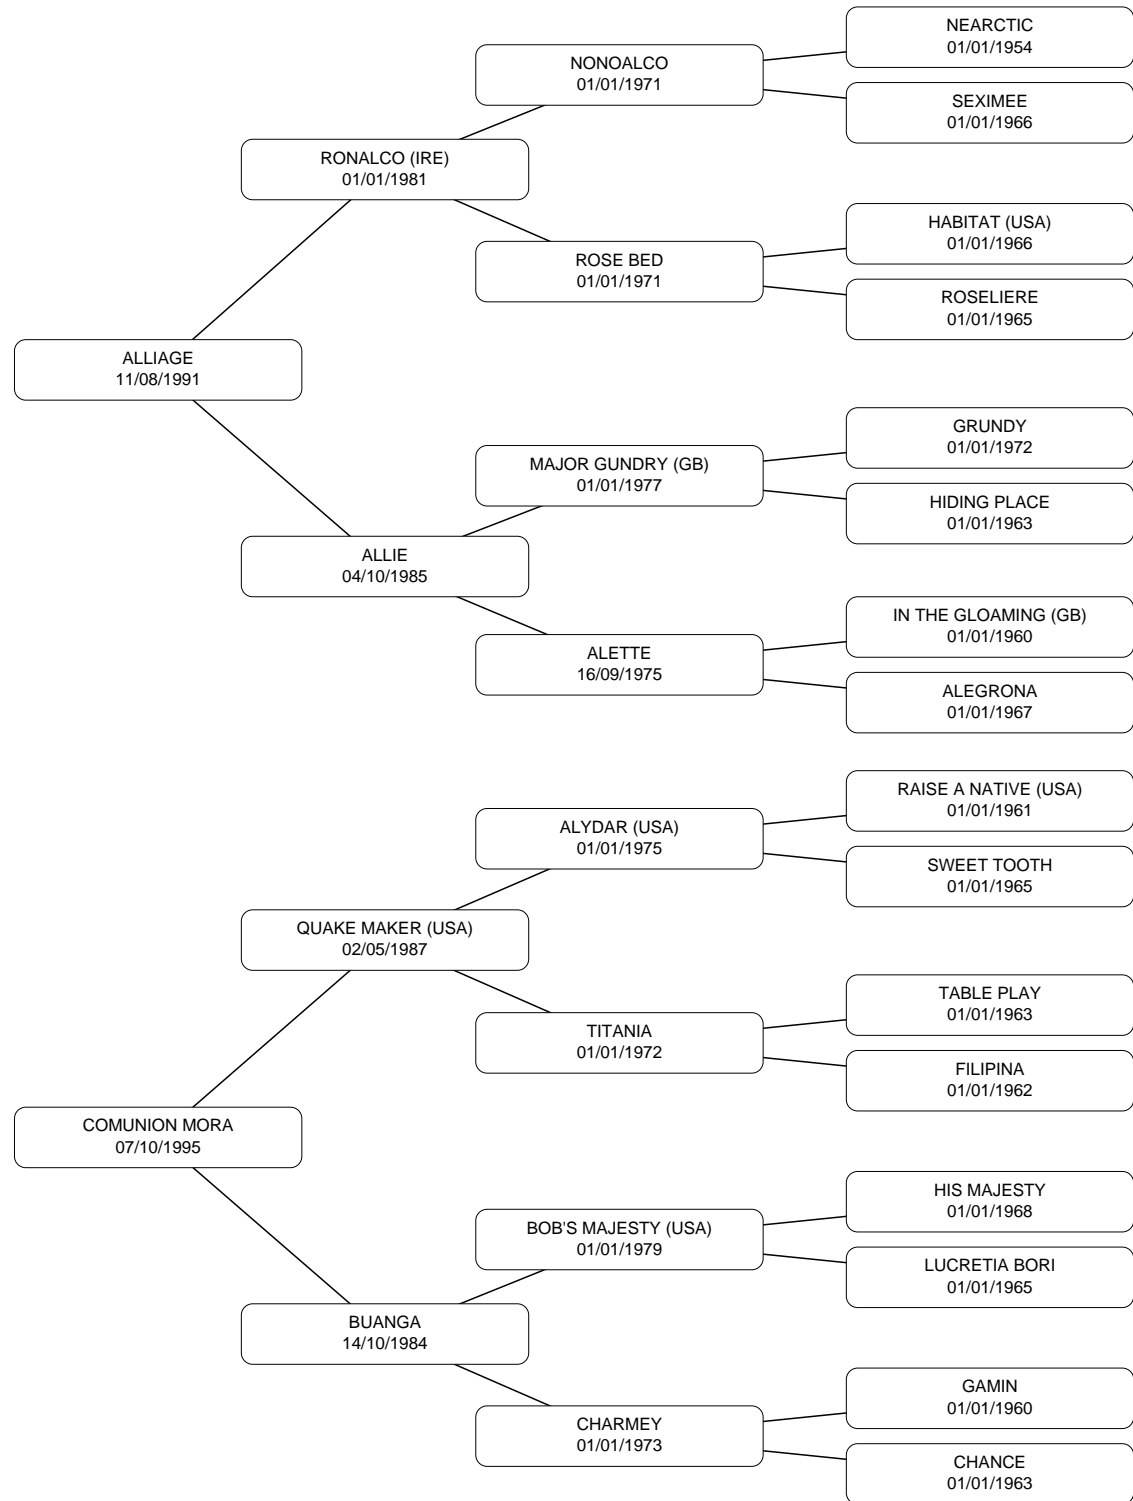 NEARCTIC
01/01/1954
NONOALCO
01/01/1971
SEXIMEE
01/01/1966
RONALCO (IRE)
01/01/1981
HABITAT (USA)
01/01/1966
ROSE BED
01/01/1971
ROSELIERE
01/01/1965
ALLIAGE
11/08/1991
GRUNDY
01/01/1972
MAJOR GUNDRY (GB)
01/01/1977
HIDING PLACE
01/01/1963
ALLIE
04/10/1985
IN THE GLOAMING (GB)
01/01/1960
ALETTE
16/09/1975
ALEGRONA
01/01/1967
RAISE A NATIVE (USA)
01/01/1961
ALYDAR (USA)
01/01/1975
SWEET TOOTH
01/01/1965
QUAKE MAKER (USA)
02/05/1987
TABLE PLAY
01/01/1963
TITANIA
01/01/1972
FILIPINA
01/01/1962
COMUNION MORA
07/10/1995
HIS MAJESTY
01/01/1968
BOB'S MAJESTY (USA)
01/01/1979
LUCRETIA BORI
01/01/1965
BUANGA
14/10/1984
GAMIN
01/01/1960
CHARMEY
01/01/1973
CHANCE
01/01/1963